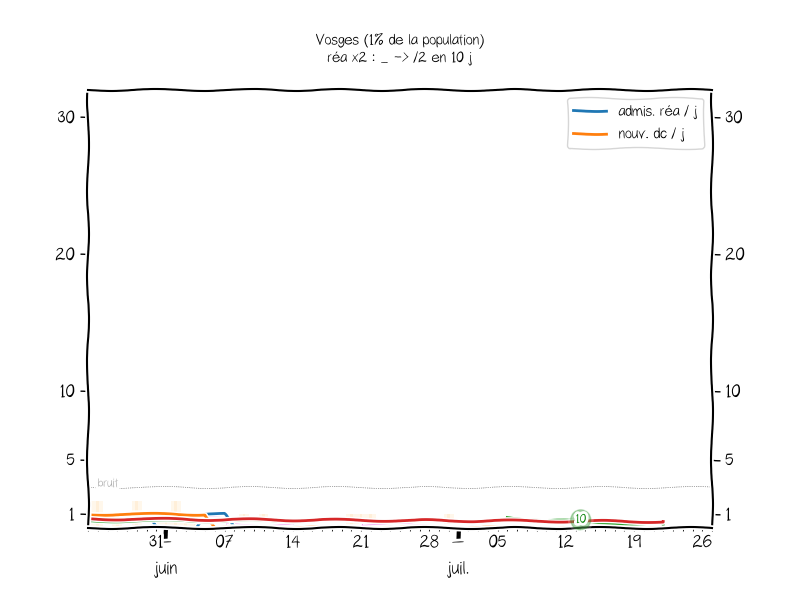 Vosges (1% de la population)
réa x2 : _ -> /2 en 10 j
admis. réa / j
nouv. dc / j
30
30
20
20
10
10
5
5
bruit
1
1
10
31
07
14
21
28
05
12
19
26
juin
juil.